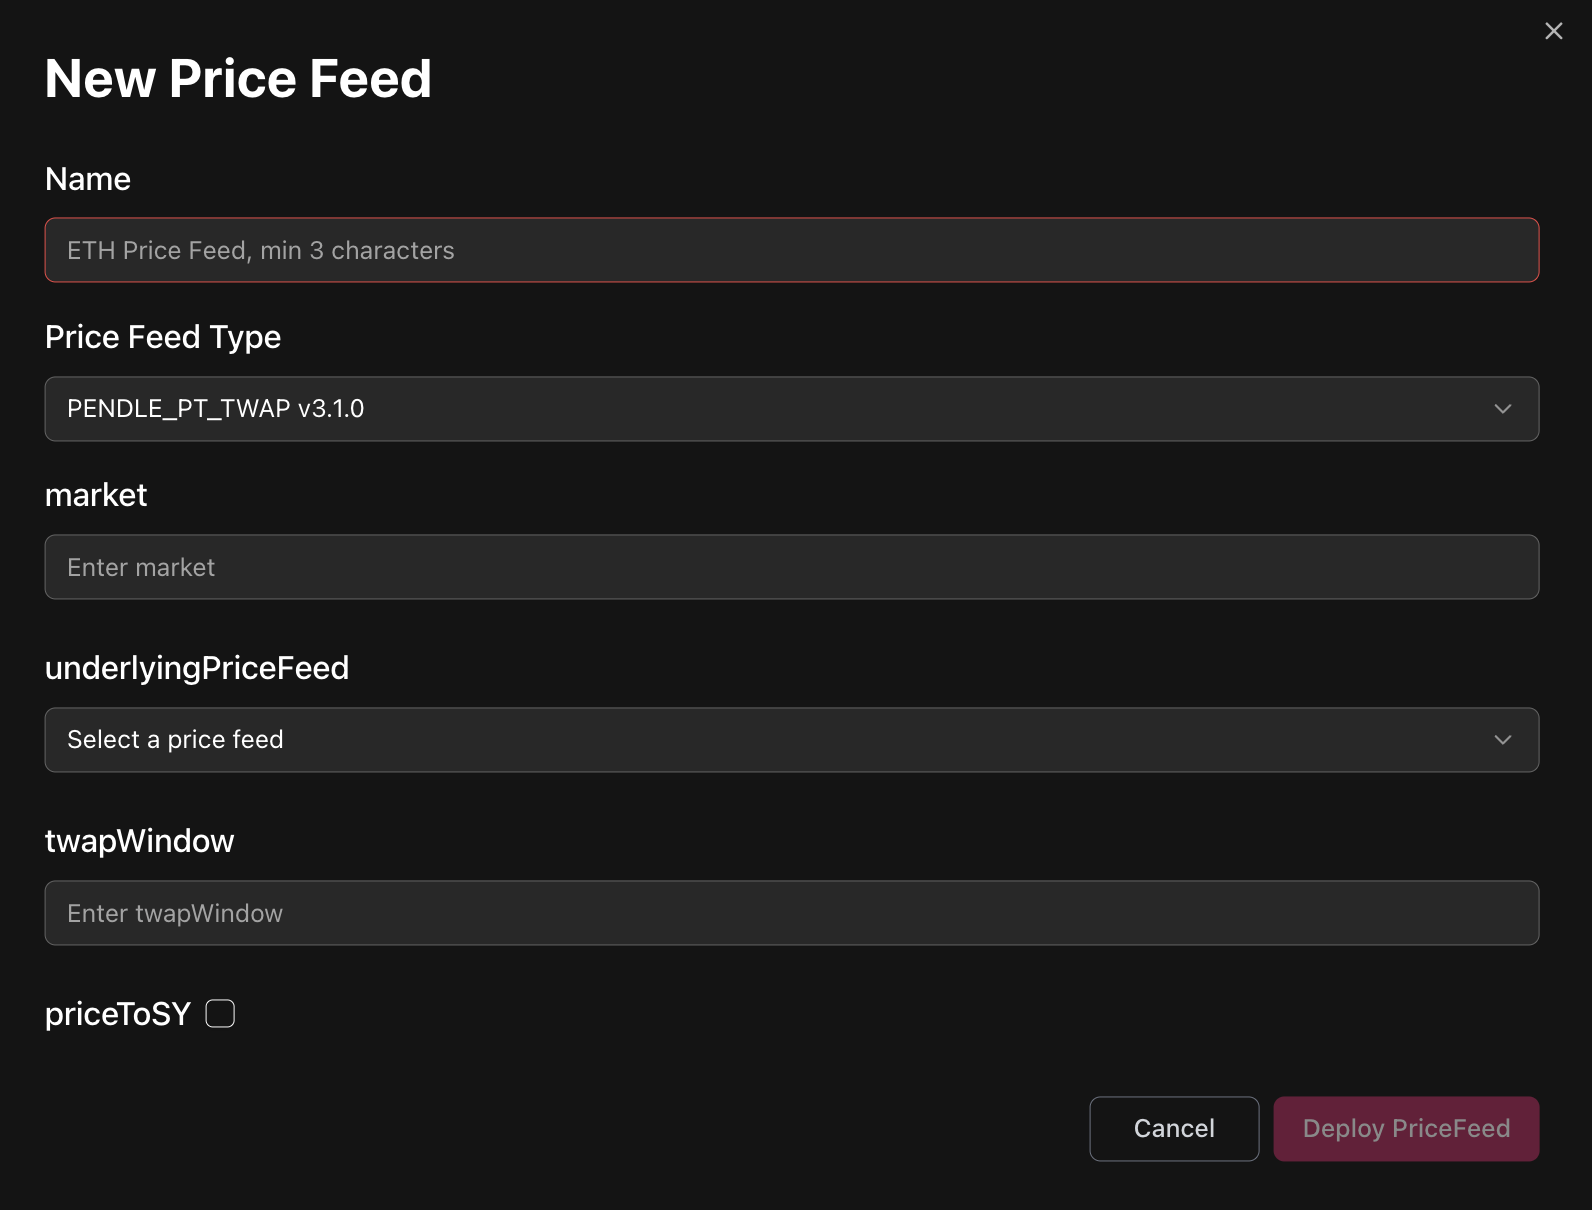 New Price Feed
Name
ETH Price Feed, min 3 characters
Price Feed Type
PENDLE_PT_TWAP v3.1.0
market
Enter market
underlyingPriceFeed
Select a price feed
twapWindow
Enter twapWindow
priceToSY
Cancel
Deploy PriceFeed